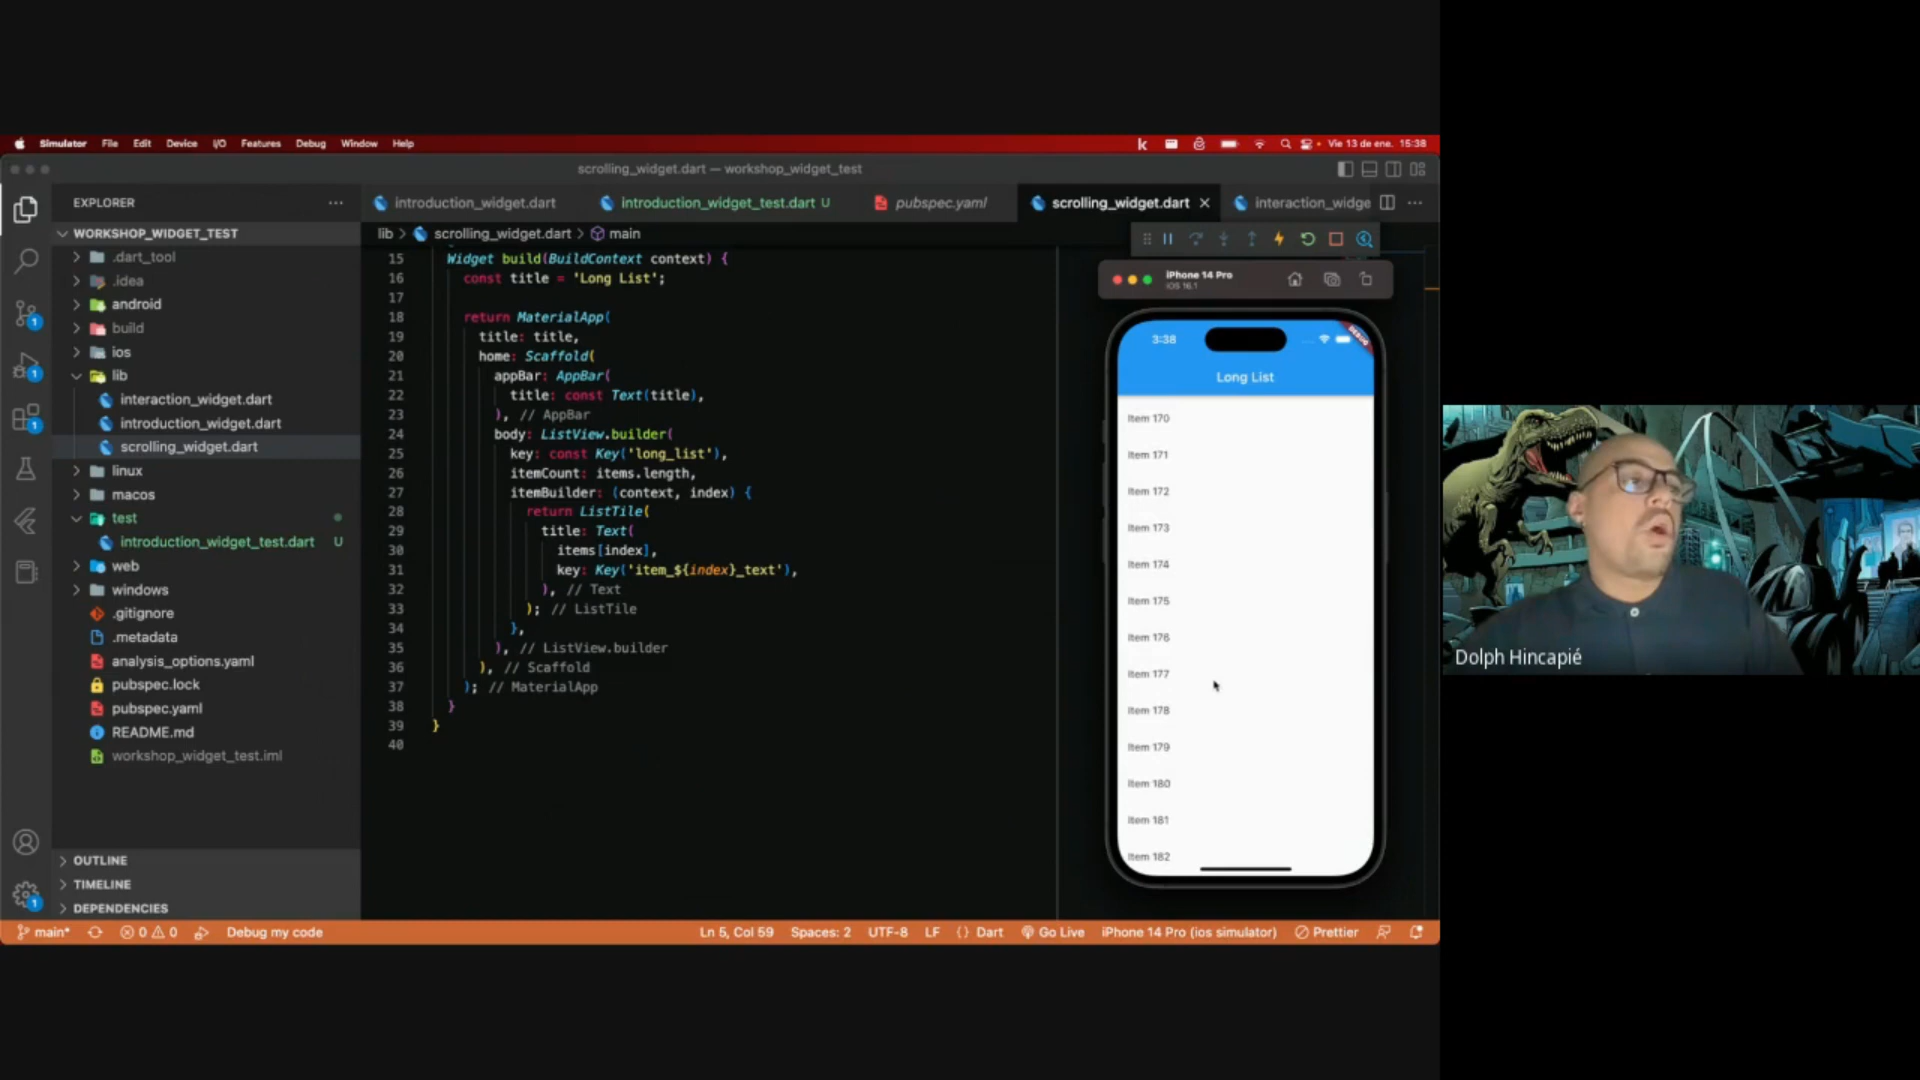 Simulator File Edit Device I/O Features Debug Window Help
Vie 13 de ene. 15:38
scrolling_widget.dart — workshop_widget_test
EXPLORER
introduction_widget.dart
introduction_widget_test.dart U
pubspec.yaml
scrolling_widget.dart
interaction_widge
lib > scrolling_widget.dart > main
WORKSHOP_WIDGET_TEST
.dart_tool
.idea
android
build
ios
lib
interaction_widget.dart
introduction_widget.dart
scrolling_widget.dart
linux
macos
test
introduction_widget_test.dart U
web
windows
.gitignore
.metadata
analysis_options.yaml
pubspec.lock
pubspec.yaml
README.md
workshop_widget_test.iml
OUTLINE
TIMELINE
DEPENDENCIES
1
1
1
1
15 Widget build(BuildContext context) {
16 const title = 'Long List';
17
18 return MaterialApp(
19 title: title,
20 home: Scaffold(
21 appBar: AppBar(
22 title: const Text(title),
23 ), // AppBar
24 body: ListView.builder(
25 key: const Key('long_list'),
26 itemCount: items.length,
27 itemBuilder: (context, index) {
28 return ListTile(
29 title: Text(
30 items[index],
31 key: Key('item_${index}_text'),
32 ), // Text
33 ); // ListTile
34 },
35 ), // ListView.builder
36 ), // Scaffold
37 ); // MaterialApp
38 }
39 }
40
iPhone 14 Pro
iOS 16.1
3:38
DEBUG
Long List
Item 170
Item 171
Item 172
Item 173
Item 174
Item 175
Item 176
Item 177
Item 178
Item 179
Item 180
Item 181
Item 182
main* 0 0 Debug my code
Ln 5, Col 59 Spaces: 2 UTF-8 LF {} Dart Go Live iPhone 14 Pro (ios simulator) Prettier
Dolph Hincapié